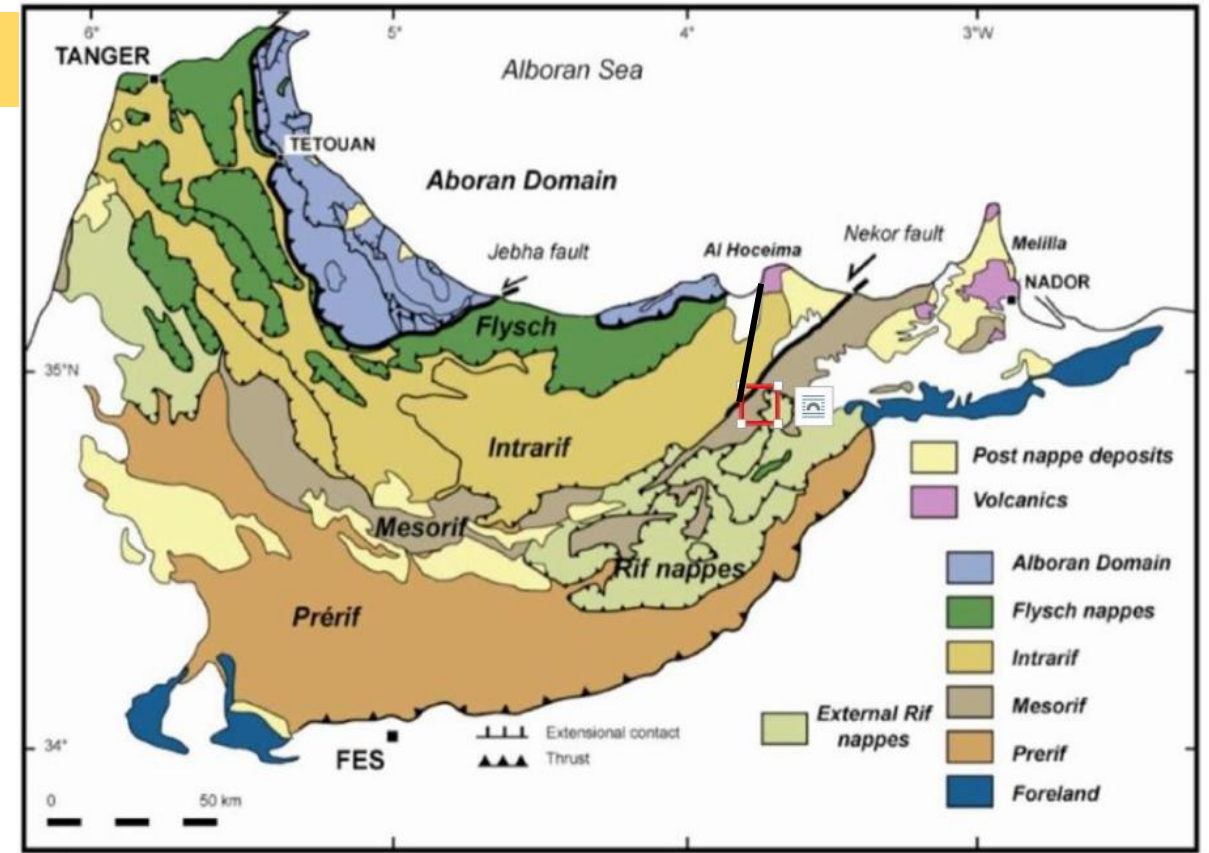 6°
5°
4°
3°W
TANGER
Alboran Sea
TETOUAN
Aboran Domain
Jebha fault
Al Hoceima
Nekor fault
Melilla
NADOR
Flysch
35°N
Intrarif
Mesorif
Rif nappes
Prérif
34°
FES
Extensional contact
Thrust
0
50 km
Post nappe deposits
Volcanics
Alboran Domain
Flysch nappes
Intrarif
Mesorif
Prerif
Foreland
External Rif
nappes